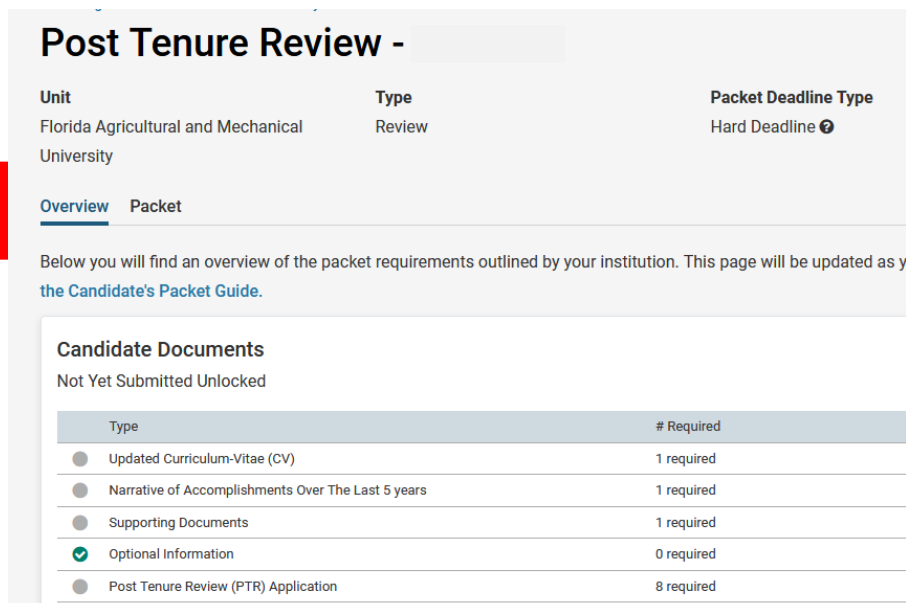 Post Tenure Review -
Unit Type Packet Deadline Type
Florida Agricultural and Mechanical Review Hard Deadline
University
Overview Packet
Below you will find an overview of the packet requirements outlined by your institution. This page will be updated as y
the Candidate's Packet Guide.
Candidate Documents
Not Yet Submitted Unlocked
Type # Required
Updated Curriculum-Vitae (CV) 1 required
Narrative of Accomplishments Over The Last 5 years 1 required
Supporting Documents 1 required
Optional Information 0 required
Post Tenure Review (PTR) Application 8 required